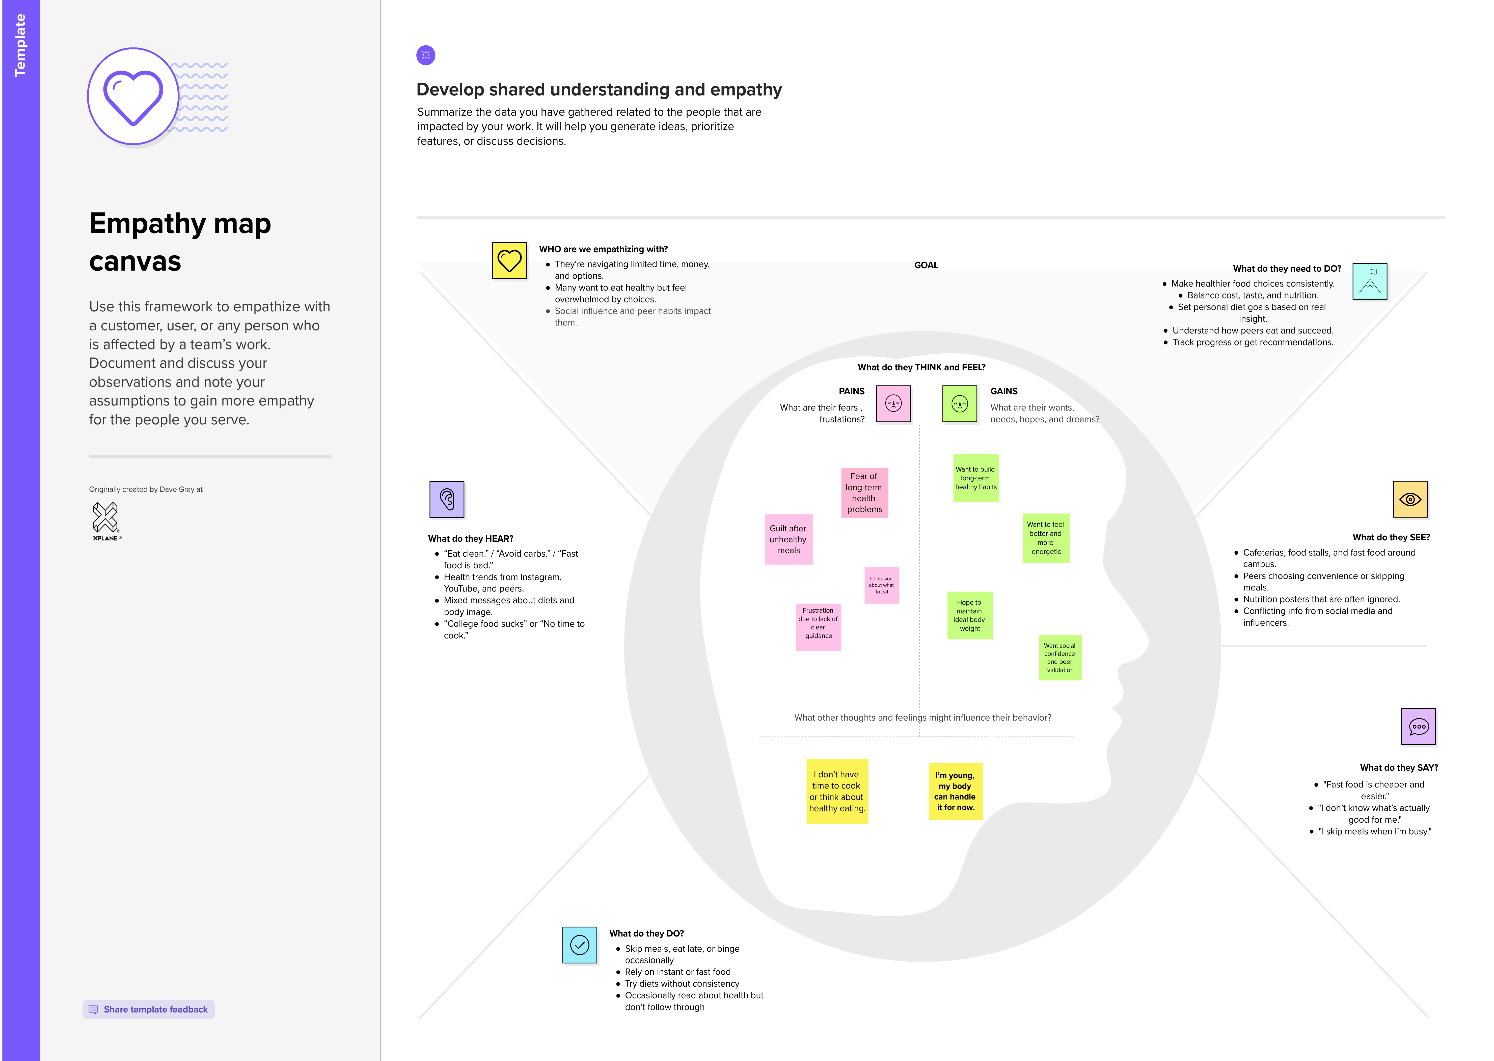 Template
Empathy map
canvas
Use this framework to empathize with
a customer, user, or any person who
is affected by a team's work.
Document and discuss your
observations and note your
assumptions to gain more empathy
for the people you serve.
Originally created by Dave Gray at
XPLANE
Share template feedback
Develop shared understanding and empathy
Summarize the data you have gathered related to the people that are
impacted by your work. It will help you generate ideas, prioritize
features, or discuss decisions.
WHO are we empathizing with?
• They're navigating limited time, money,
and options.
• Many want to eat healthy but feel
overwhelmed by choices.
• Social influence and peer habits impact
them.
GOAL
What do they need to DO?
• Make healthier food choices consistently.
• Balance cost, taste, and nutrition.
• Set personal diet goals based on real
insight.
• Understand how peers eat and succeed.
• Track progress or get recommendations.
What do they THINK and FEEL?
PAINS
What are their fears ,
frustations?
GAINS
What are their wants,
needs, hopes, and dreams?
Fear of
long-term
health
problems
Guilt after
unhealthy
meals
about what
to eat
Frustration
due to lack of
clear
guidance
Want to build
long-term
healthy habits
Want to feel
better and
more
energetic
Hope to
maintain
ideal body
weight
Want social
confidence
and peer
validation
What do they HEAR?
• "Eat clean." / "Avoid carbs." / "Fast
food is bad."
• Health trends from Instagram,
YouTube, and peers.
• Mixed messages about diets and
body image.
• "College food sucks" or "No time to
cook."
What do they SEE?
• Cafeterias, food stalls, and fast food around
campus.
• Peers choosing convenience or skipping
meals.
• Nutrition posters that are often ignored.
• Conflicting info from social media and
influencers.
What other thoughts and feelings might influence their behavior?
I don't have
time to cook
or think about
healthy eating.
I'm young,
my body
can handle
it for now.
What do they SAY?
• "Fast food is cheaper and
easier."
• "I don't know what's actually
good for me."
• "I skip meals when I'm busy."
What do they DO?
• Skip meals, eat late, or binge
occasionally
• Rely on instant or fast food
• Try diets without consistency
• Occasionally read about health but
don't follow through